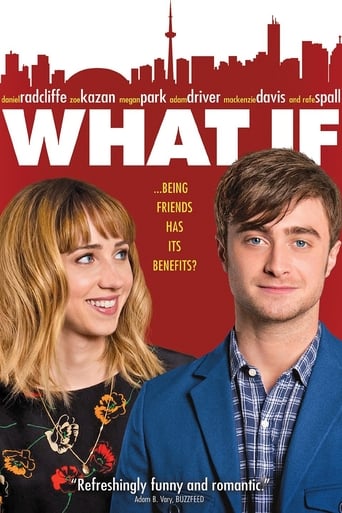 daniel radcliffe zoe kazan megan park adam driver mackenzie davis and rafe spall
WHAT IF
...BEING
FRIENDS
HAS
ITS
BENEFITS?
"Refreshingly funny and romantic."
Adam B. Vary, BUZZFEED